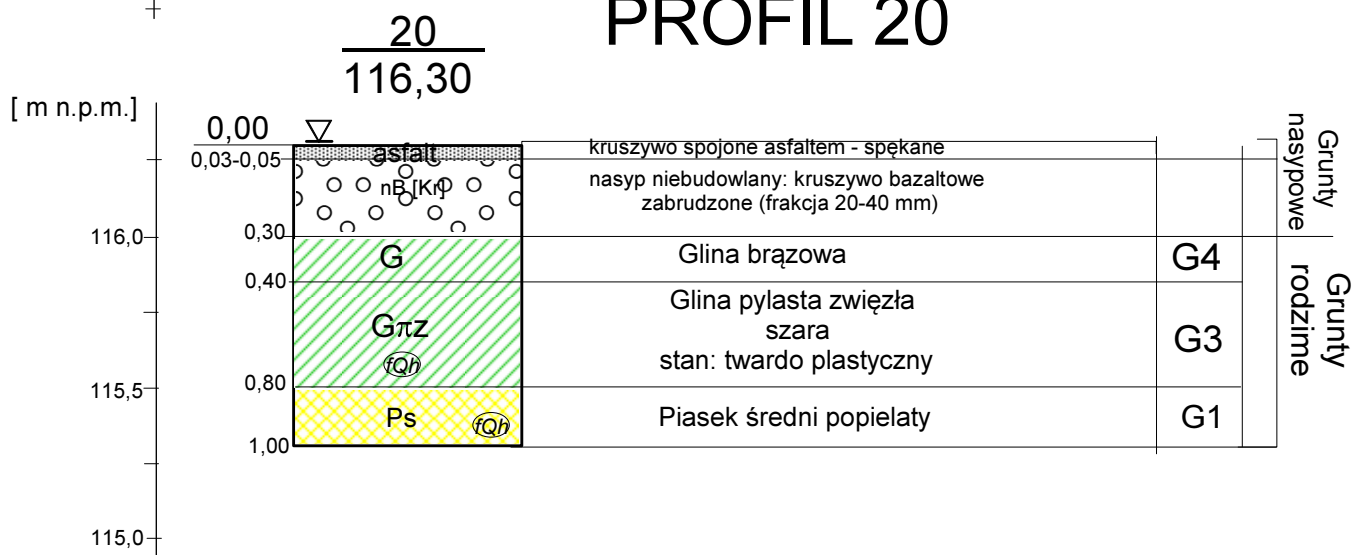 PROFIL 20
20
116,30
[ m n.p.m.]
0,00
asfalt
kruszywo spojone asfaltem - spękane
0,03-0,05
nB [Kr]
nasyp niebudowlany: kruszywo bazaltowe
zabrudzone (frakcja 20-40 mm)
Grunty
nasypowe
116,0
0,30
G
Glina brązowa
G4
0,40
Gπz
fQh
Glina pylasta zwięzła
szara
stan: twardo plastyczny
G3
Grunty
rodzime
115,5
0,80
Ps
fQh
Piasek średni popielaty
G1
1,00
115,0